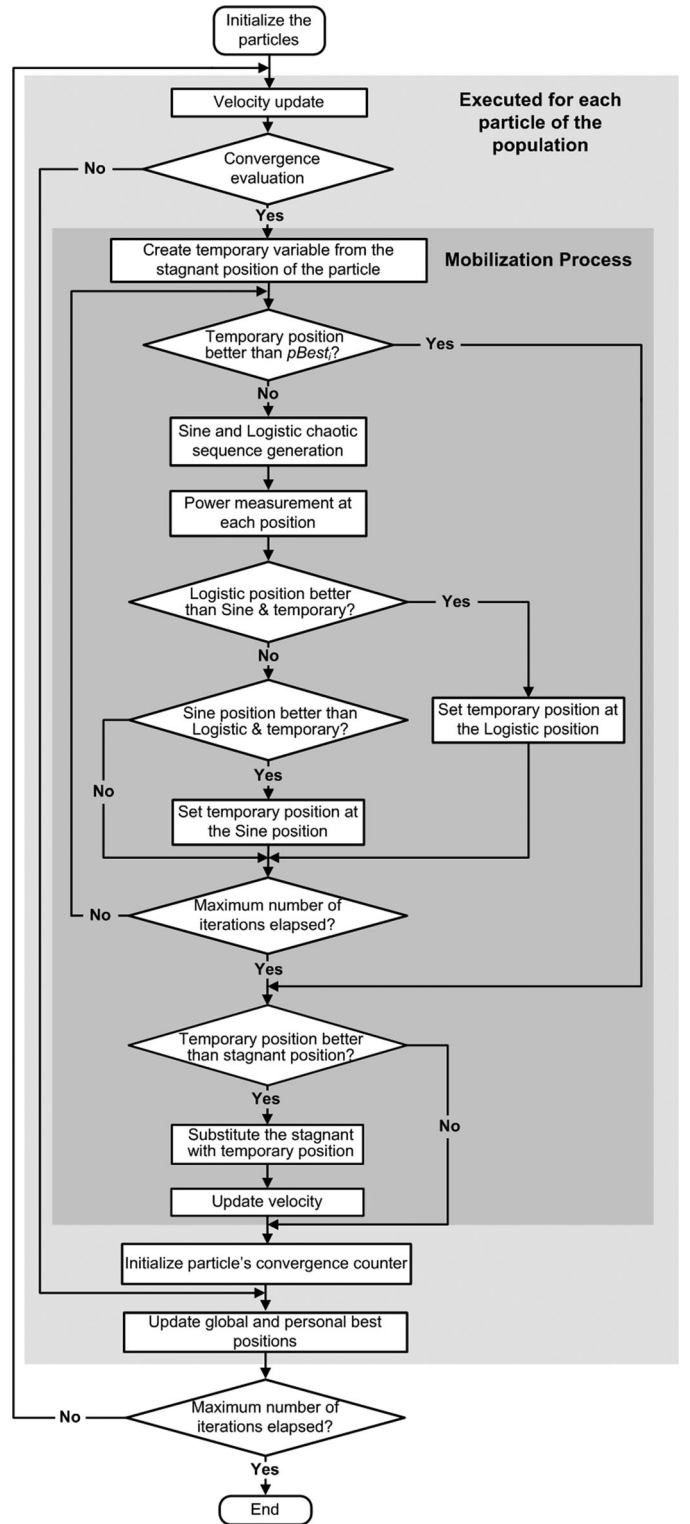 Initialize the
particles
Velocity update
Executed for each
particle of the
population
Convergence
evaluation
No
Yes
Create temporary variable from the
stagnant position of the particle
Mobilization Process
Temporary position
better than pBesti?
Yes
No
Sine and Logistic chaotic
sequence generation
Power measurement at
each position
Logistic position better
than Sine & temporary?
Yes
No
Sine position better than
Logistic & temporary?
Set temporary position at
the Logistic position
Yes
No
Set temporary position at
the Sine position
Maximum number of
iterations elapsed?
No
Yes
Temporary position better
than stagnant position?
Yes
No
Substitute the stagnant
with temporary position
Update velocity
Initialize particle's convergence counter
Update global and personal best
positions
Maximum number of
iterations elapsed?
No
Yes
End